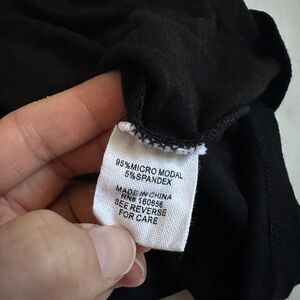 95%MICRO MODAL
5%SPANDEX
MADE IN CHINA
RN# 160656
SEE REVERSE
FOR CARE